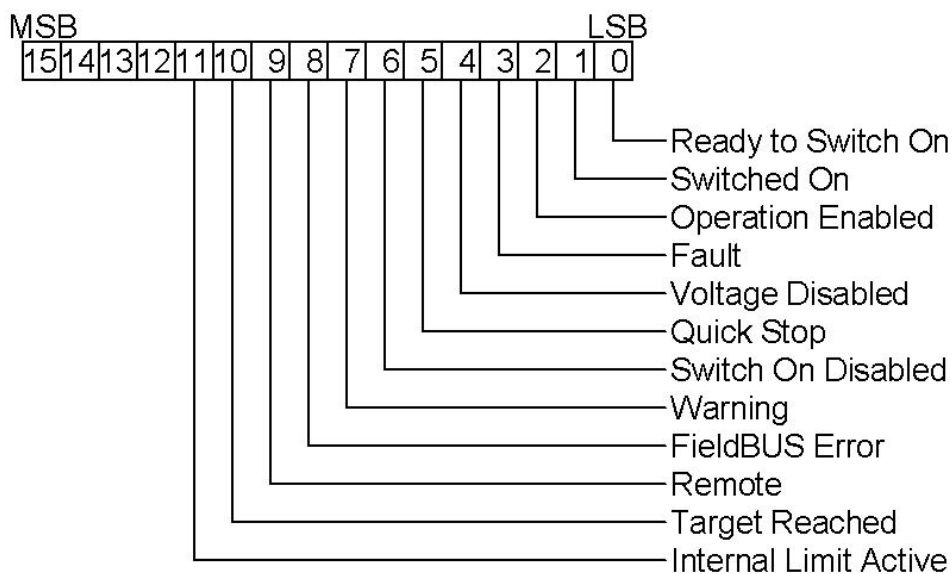 MSB LSB
15 14 13 12 11 10 9 8 7 6 5 4 3 2 1 0
Ready to Switch On
Switched On
Operation Enabled
Fault
Voltage Disabled
Quick Stop
Switch On Disabled
Warning
FieldBUS Error
Remote
Target Reached
Internal Limit Active